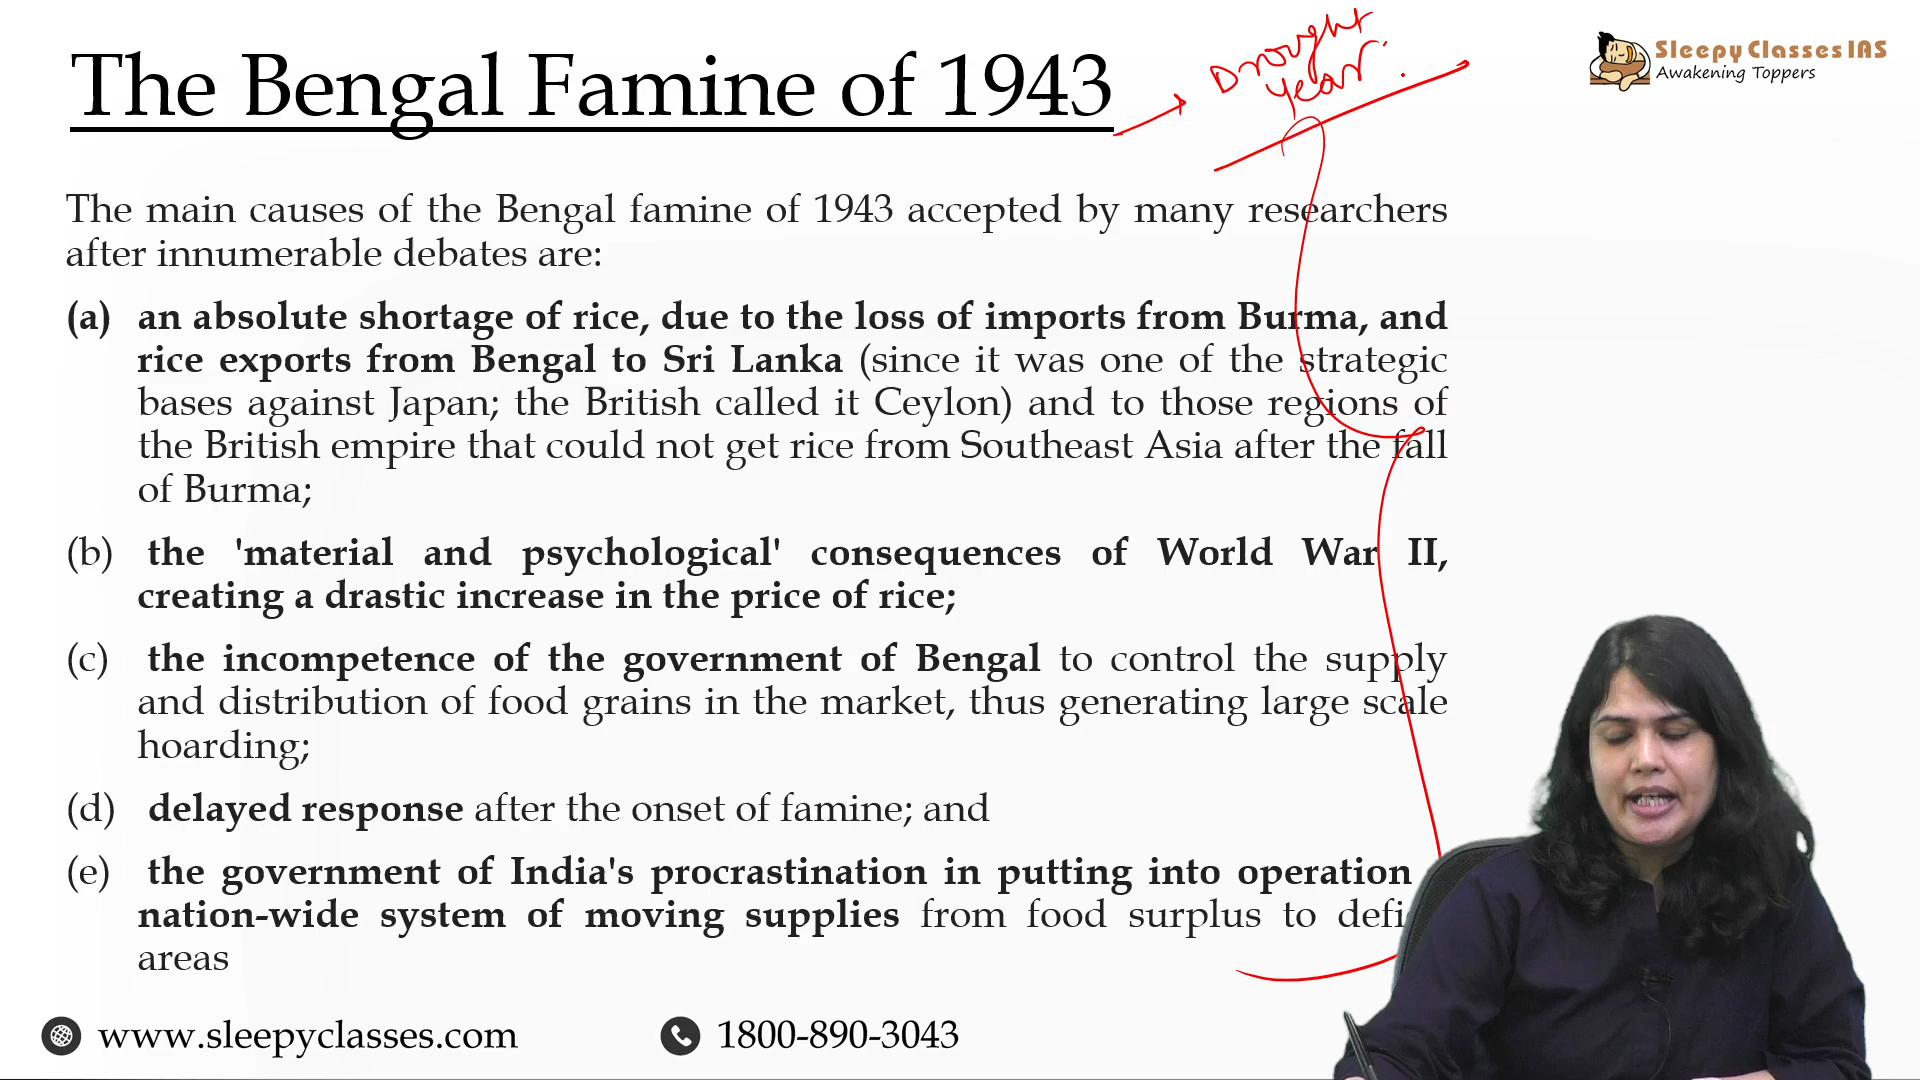 The Bengal Famine of 1943
Drought
Year.
Sleepy Classes IAS
Awakening Toppers
The main causes of the Bengal famine of 1943 accepted by many researchers
after innumerable debates are:
(a) an absolute shortage of rice, due to the loss of imports from Burma, and
rice exports from Bengal to Sri Lanka (since it was one of the strategic
bases against Japan; the British called it Ceylon) and to those regions of
the British empire that could not get rice from Southeast Asia after the fall
of Burma;
(b) the 'material and psychological' consequences of World War II,
creating a drastic increase in the price of rice;
(c) the incompetence of the government of Bengal to control the supply
and distribution of food grains in the market, thus generating large scale
hoarding;
(d) delayed response after the onset of famine; and
(e) the government of India's procrastination in putting into operation
nation-wide system of moving supplies from food surplus to defi
areas
www.sleepyclasses.com
1800-890-3043